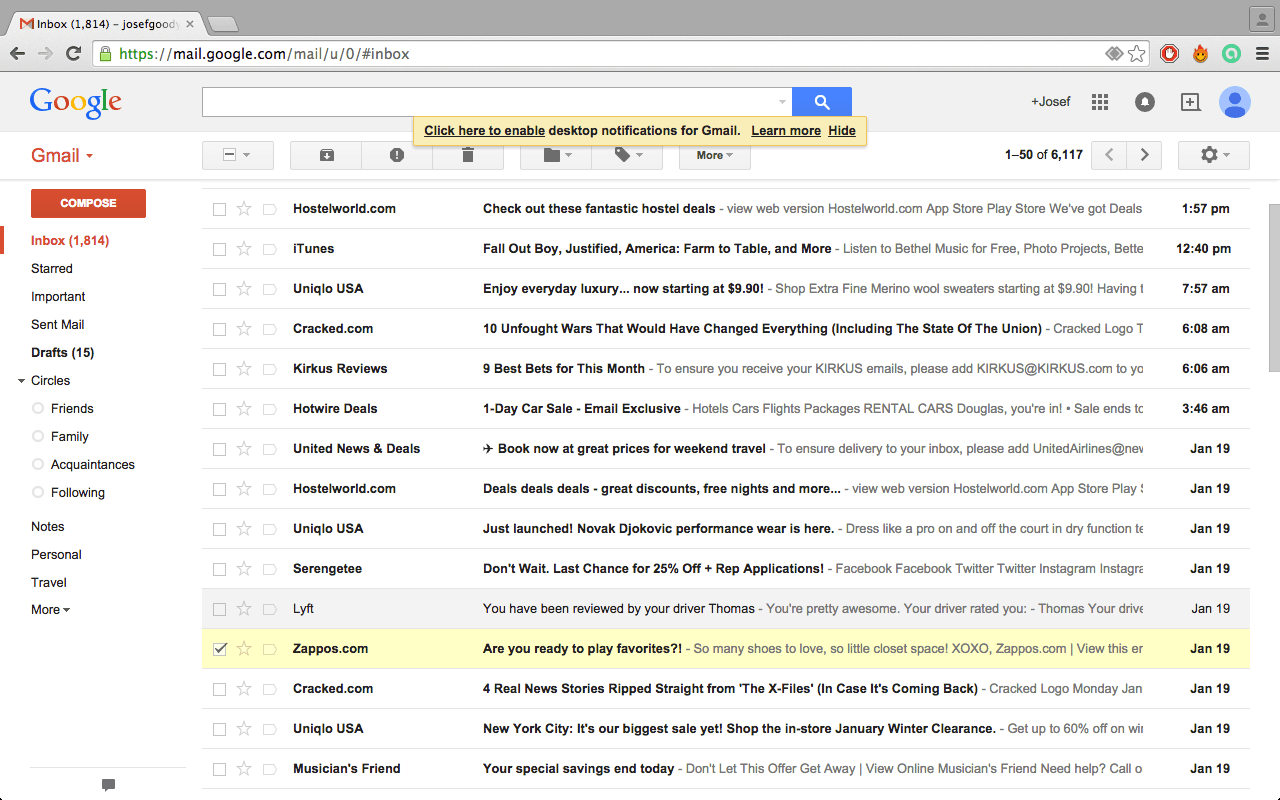 Inbox (1,814) – josefgoody
https://mail.google.com/mail/u/0/#inbox
Google
+Josef
Click here to enable desktop notifications for Gmail. Learn more Hide
Gmail
More
1–50 of 6,117
COMPOSE
Inbox (1,814)
Starred
Important
Sent Mail
Drafts (15)
Circles
Friends
Family
Acquaintances
Following
Notes
Personal
Travel
More
Hostelworld.com Check out these fantastic hostel deals - view web version Hostelworld.com App Store Play Store We've got Deals 1:57 pm
iTunes Fall Out Boy, Justified, America: Farm to Table, and More - Listen to Bethel Music for Free, Photo Projects, Bette 12:40 pm
Uniqlo USA Enjoy everyday luxury... now starting at $9.90! - Shop Extra Fine Merino wool sweaters starting at $9.90! Having t 7:57 am
Cracked.com 10 Unfought Wars That Would Have Changed Everything (Including The State Of The Union) - Cracked Logo T 6:08 am
Kirkus Reviews 9 Best Bets for This Month - To ensure you receive your KIRKUS emails, please add KIRKUS@KIRKUS.com to yo 6:06 am
Hotwire Deals 1-Day Car Sale - Email Exclusive - Hotels Cars Flights Packages RENTAL CARS Douglas, you're in! • Sale ends to 3:46 am
United News & Deals ✈ Book now at great prices for weekend travel - To ensure delivery to your inbox, please add UnitedAirlines@new Jan 19
Hostelworld.com Deals deals deals - great discounts, free nights and more... - view web version Hostelworld.com App Store Play S Jan 19
Uniqlo USA Just launched! Novak Djokovic performance wear is here. - Dress like a pro on and off the court in dry function te Jan 19
Serengetee Don't Wait. Last Chance for 25% Off + Rep Applications! - Facebook Facebook Twitter Twitter Instagram Instagra Jan 19
Lyft You have been reviewed by your driver Thomas - You're pretty awesome. Your driver rated you: - Thomas Your drive Jan 19
Zappos.com Are you ready to play favorites?! - So many shoes to love, so little closet space! XOXO, Zappos.com | View this em Jan 19
Cracked.com 4 Real News Stories Ripped Straight from 'The X-Files' (In Case It's Coming Back) - Cracked Logo Monday Jan Jan 19
Uniqlo USA New York City: It's our biggest sale yet! Shop the in-store January Winter Clearance. - Get up to 60% off on win Jan 19
Musician's Friend Your special savings end today - Don't Let This Offer Get Away | View Online Musician's Friend Need help? Call o Jan 19